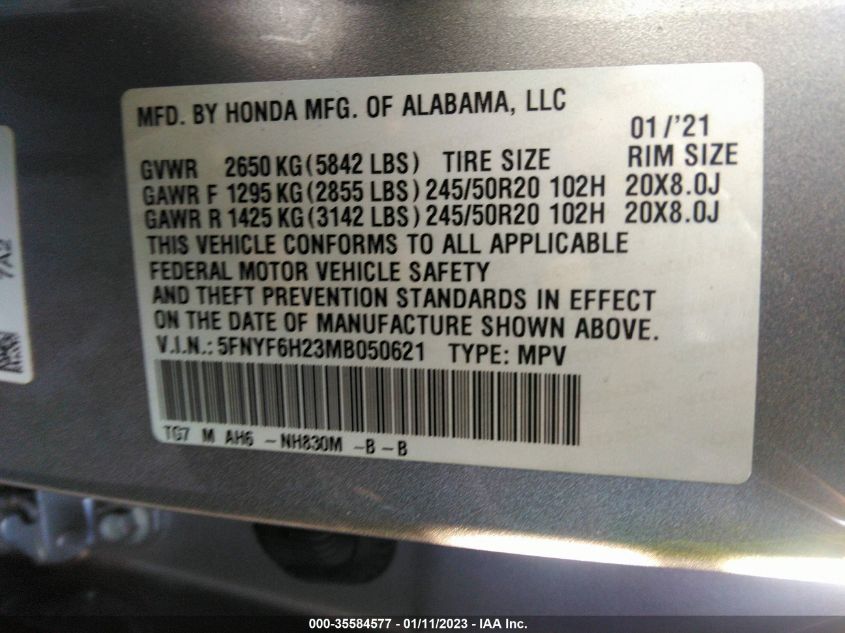 MFD. BY HONDA MFG. OF ALABAMA, LLC
01/'21
GVWR 2650 KG (5842 LBS) TIRE SIZE RIM SIZE
GAWR F 1295 KG (2855 LBS) 245/50R20 102H 20X8.0J
GAWR R 1425 KG (3142 LBS) 245/50R20 102H 20X8.0J
THIS VEHICLE CONFORMS TO ALL APPLICABLE
FEDERAL MOTOR VEHICLE SAFETY
AND THEFT PREVENTION STANDARDS IN EFFECT
ON THE DATE OF MANUFACTURE SHOWN ABOVE.
V.I.N.: 5FNYF6H23MB050621 TYPE: MPV
TG7 M AH6 -NH830M -B-B
7A2
000-35584577 - 01/11/2023 - IAA Inc.